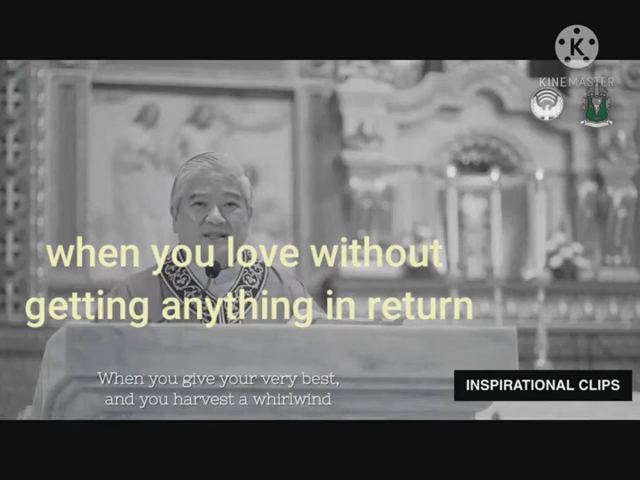 KINEMASTER
when you love without
getting anything in return
When you give your very best,
and you harvest a whirlwind
INSPIRATIONAL CLIPS